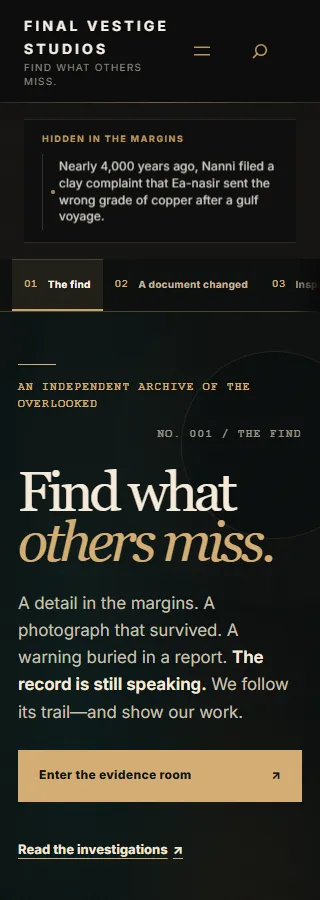 FINAL VESTIGE
STUDIOS
FIND WHAT OTHERS
MISS.
HIDDEN IN THE MARGINS
Nearly 4,000 years ago, Nanni filed a
clay complaint that Ea-nasir sent the
wrong grade of copper after a gulf
voyage.
01 The find 02 A document changed 03 Insp
AN INDEPENDENT ARCHIVE OF THE
OVERLOOKED
NO. 001 / THE FIND
Find what
others miss.
A detail in the margins. A
photograph that survived. A
warning buried in a report. The
record is still speaking. We follow
its trail—and show our work.
Enter the evidence room
Read the investigations